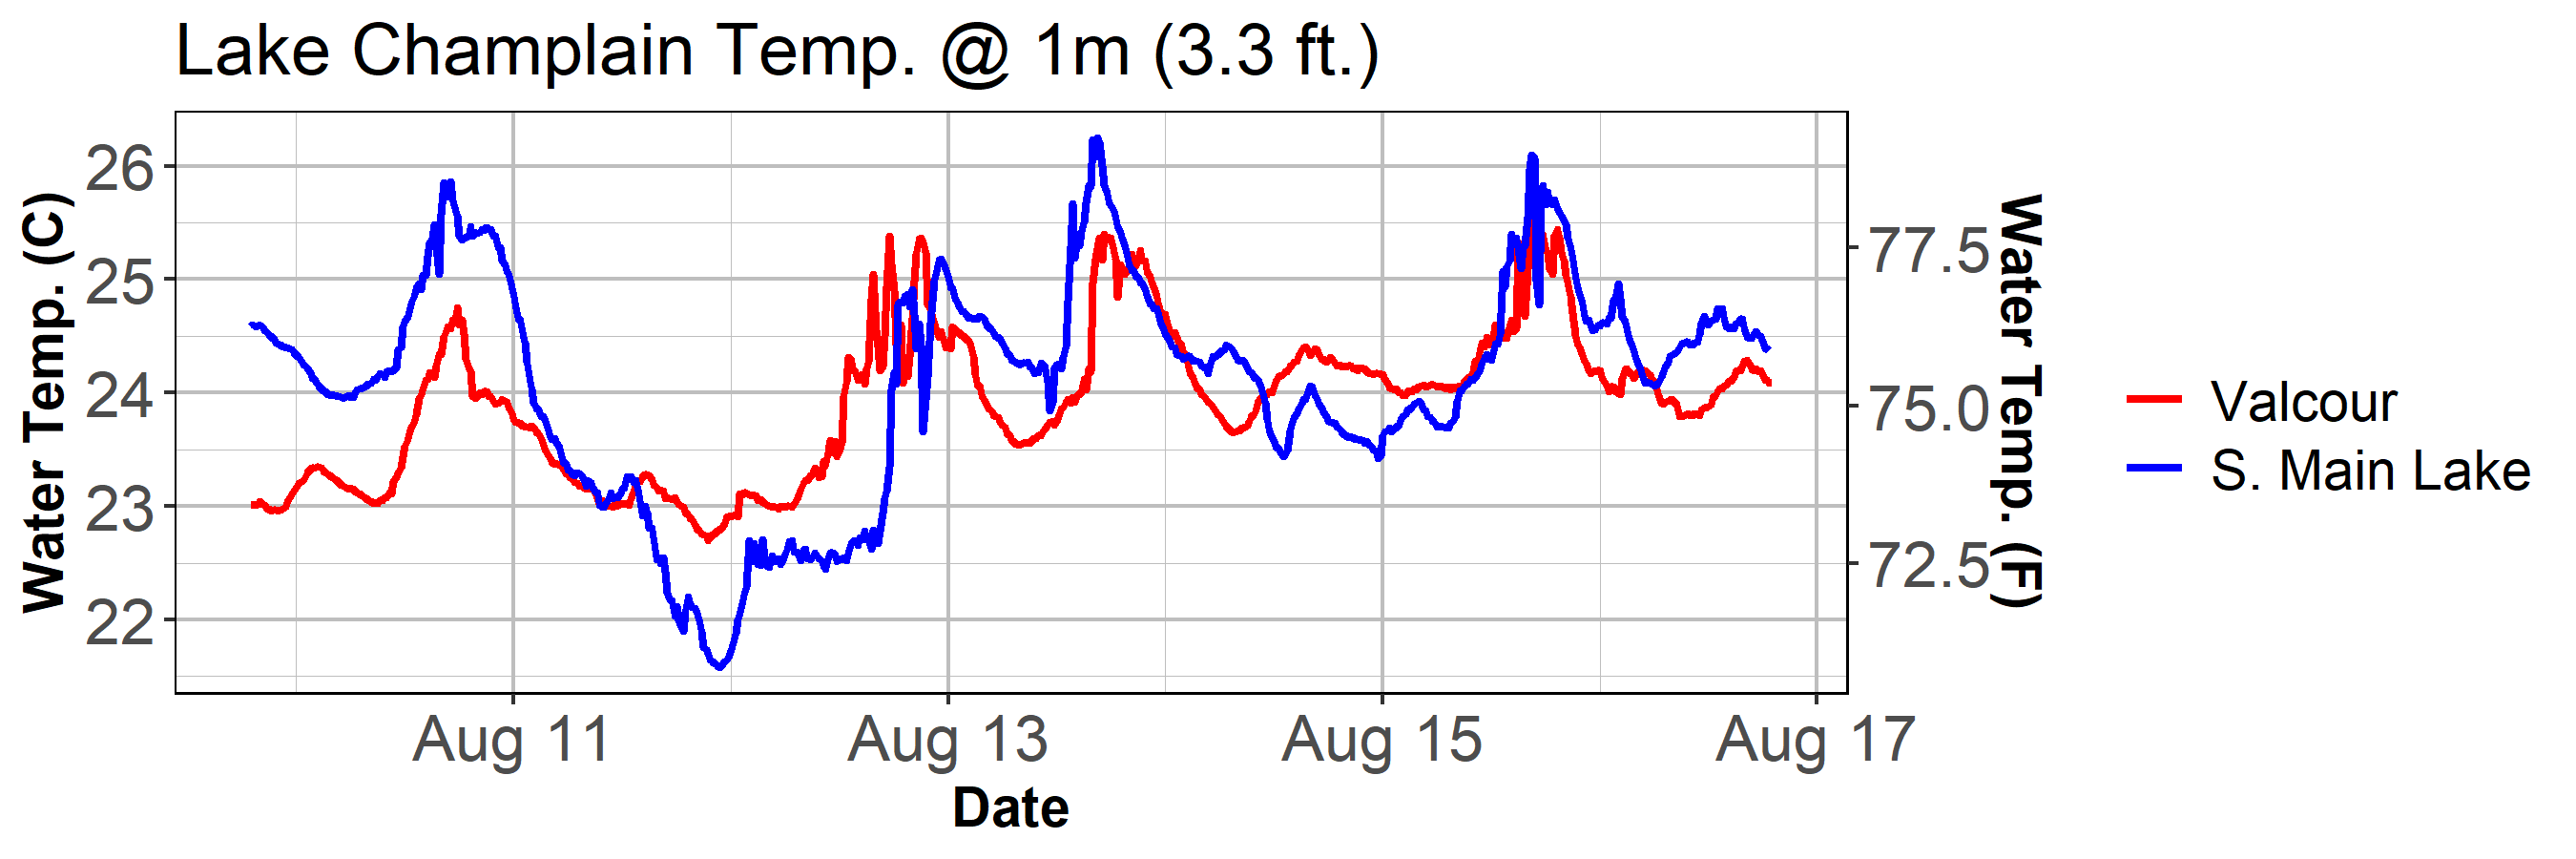 Lake Champlain Temp. @ 1m (3.3 ft.)
Water Temp. (C)
26
25
24
23
22
77.5
75.0
72.5
Water Temp. (F)
Aug 11
Aug 13
Aug 15
Aug 17
Date
Valcour
S. Main Lake